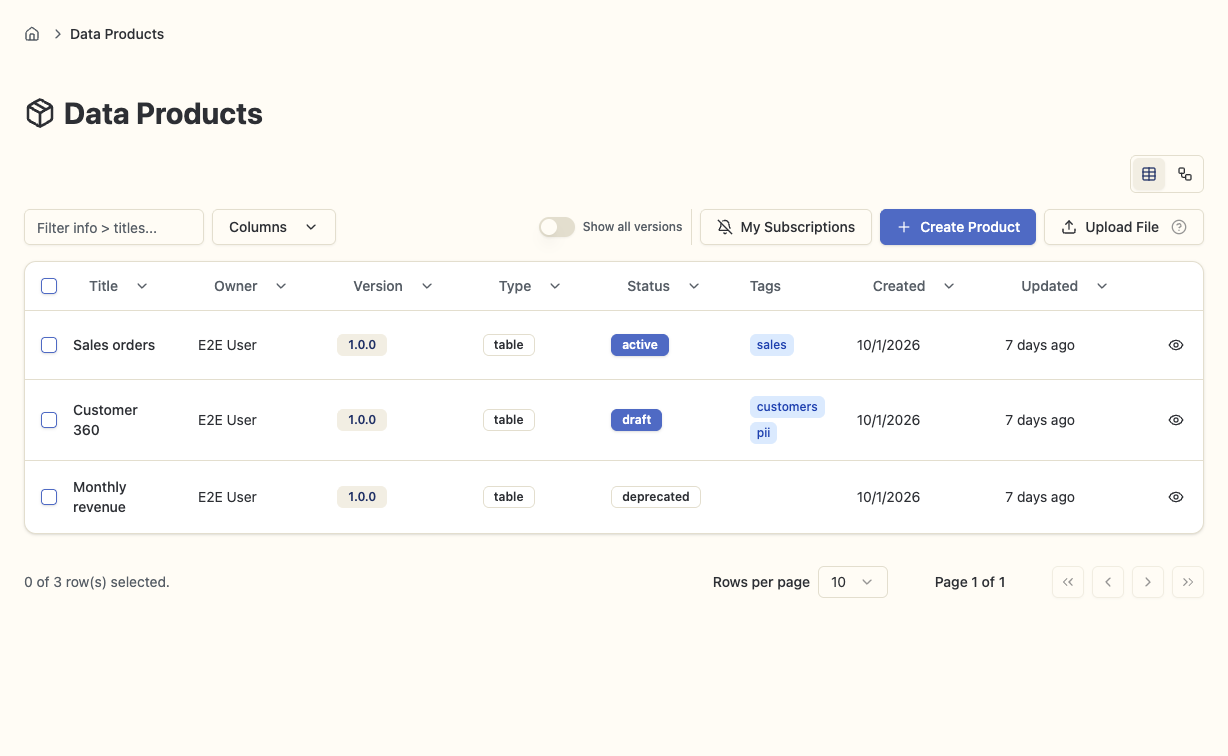 Data Products
Data Products
Filter info > titles...
Columns
Show all versions
My Subscriptions
Create Product
Upload File
Title Owner Version Type Status Tags Created Updated
Sales orders E2E User 1.0.0 table active sales 10/1/2026 7 days ago
Customer
360
E2E User 1.0.0 table draft customers
pii
10/1/2026 7 days ago
Monthly
revenue
E2E User 1.0.0 table deprecated 10/1/2026 7 days ago
0 of 3 row(s) selected.
Rows per page 10
Page 1 of 1